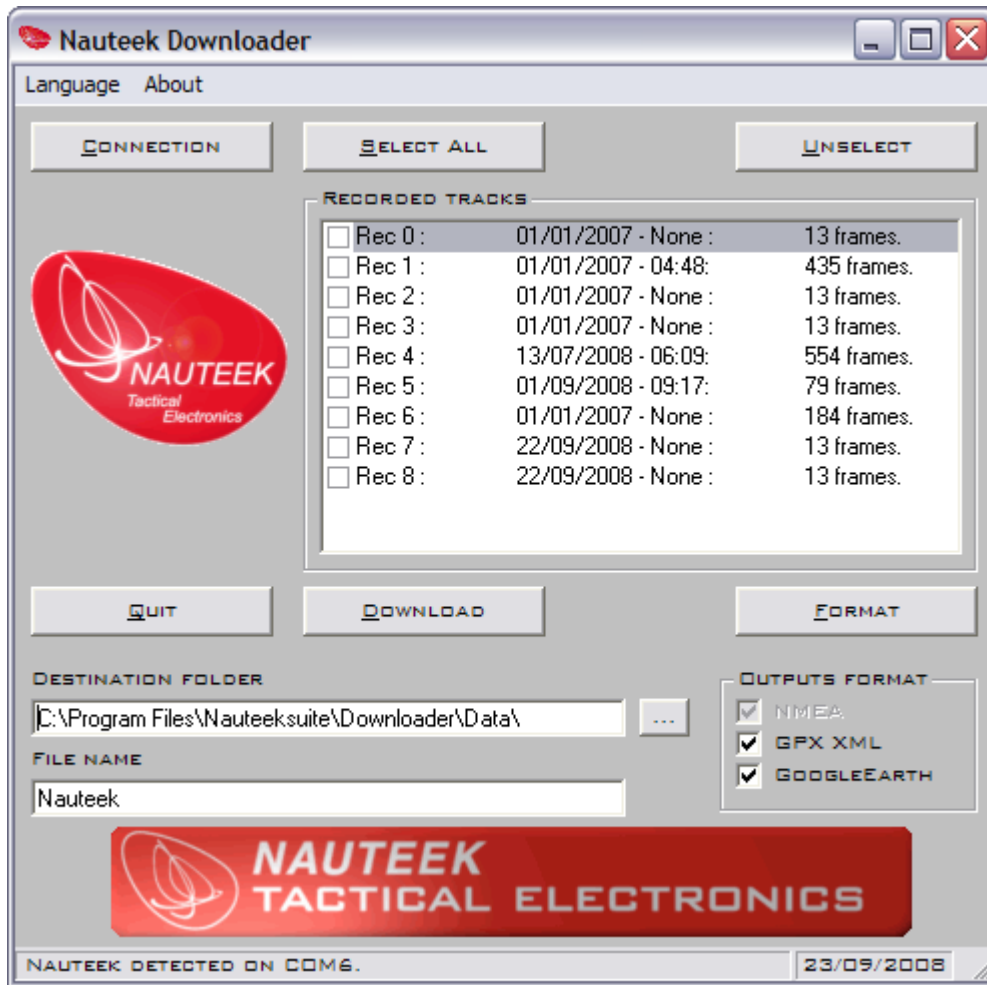 Nauteek Downloader
Language About
CONNECTION SELECT ALL UNSELECT
RECORDED TRACKS
Rec 0 : 01/01/2007 - None : 13 frames.
Rec 1 : 01/01/2007 - 04:48: 435 frames.
Rec 2 : 01/01/2007 - None : 13 frames.
Rec 3 : 01/01/2007 - None : 13 frames.
Rec 4 : 13/07/2008 - 06:09: 554 frames.
Rec 5 : 01/09/2008 - 09:17: 79 frames.
Rec 6 : 01/01/2007 - None : 184 frames.
Rec 7 : 22/09/2008 - None : 13 frames.
Rec 8 : 22/09/2008 - None : 13 frames.
NAUTEEK
Tactical
Electronics
QUIT DOWNLOAD FORMAT
DESTINATION FOLDER
C:\Program Files\Nauteeksuite\Downloader\Data\ ...
FILE NAME
Nauteek
OUTPUTS FORMAT
NMEA
GPX XML
GOOGLEEARTH
NAUTEEK
TACTICAL ELECTRONICS
NAUTEEK DETECTED ON COM6. 23/09/2008